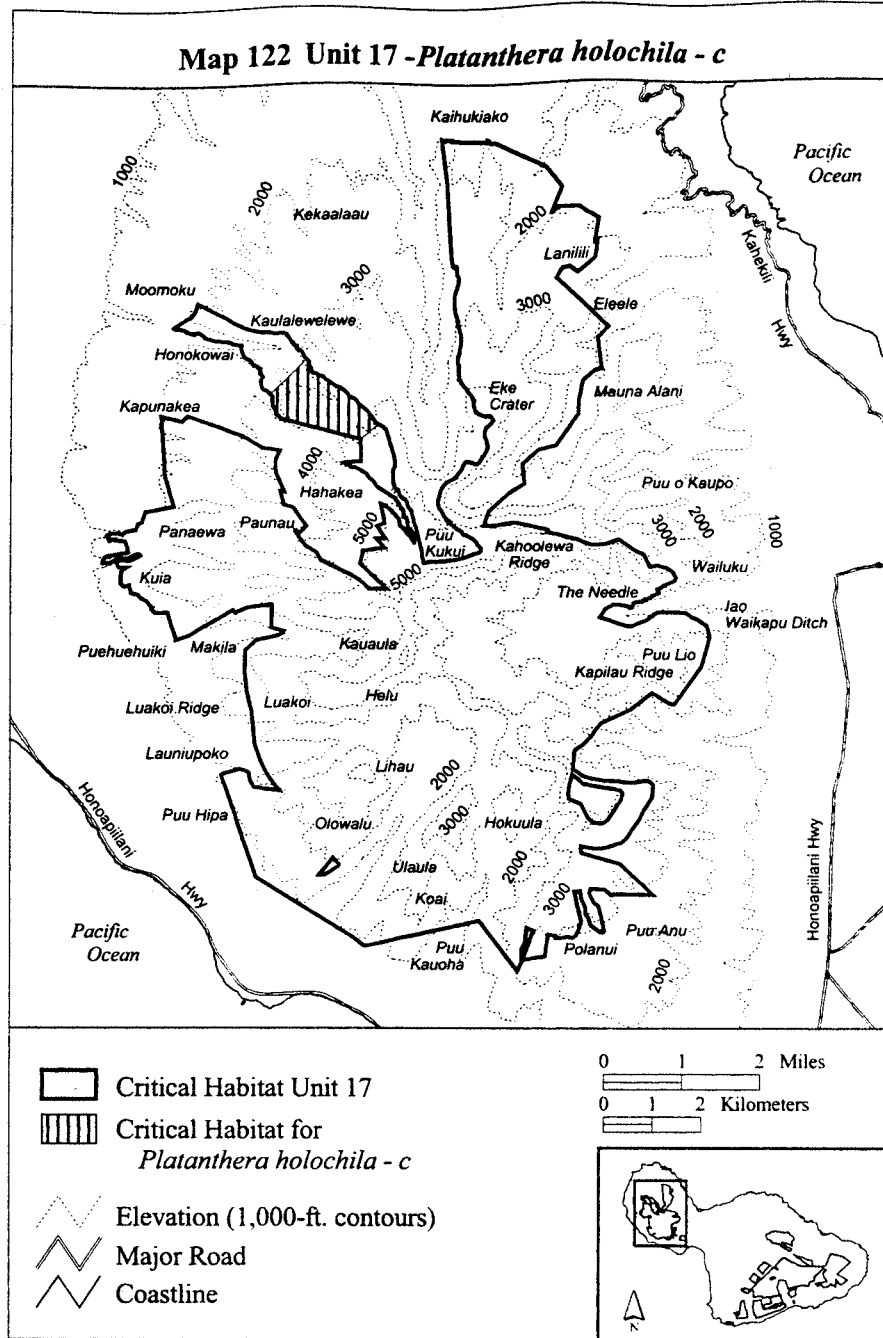 Map 122 Unit 17 -Platanthera holochila - c
Kaihukiako
Pacific
Ocean
1000
2000
Kekaalaau
2000
Lanilili
Kahekili
Hwy
3000
Moomoku
Kaulalewelewe
3000
Eleele
Honokowai
Eke
Crater
Mauna Alani
Kapunakea
4000
Hahakea
Puu o Kaupo
Panaewa
Paunau
5000
Puu
Kukui
Kahoolewa
Ridge
3000
2000
1000
Wailuku
Kuia
5000
The Needle
Iao
Waikapu Ditch
Puehuehuiki
Makila
Kauaula
Puu Lio
Kapilau Ridge
Luakoi Ridge
Luakoi
Helu
Launiupoko
Lihau
2000
Honoapiilani
Hwy
Puu Hipa
Olowalu
3000
Hokuula
Ulaula
2000
Honoapiilani Hwy
Koai
3000
Pacific
Ocean
Puu
Kauoha
Polanui
Puu Anu
2000
Critical Habitat Unit 17
Critical Habitat for
Platanthera holochila - c
Elevation (1,000-ft. contours)
Major Road
Coastline
0 1 2 Miles
0 1 2 Kilometers
N